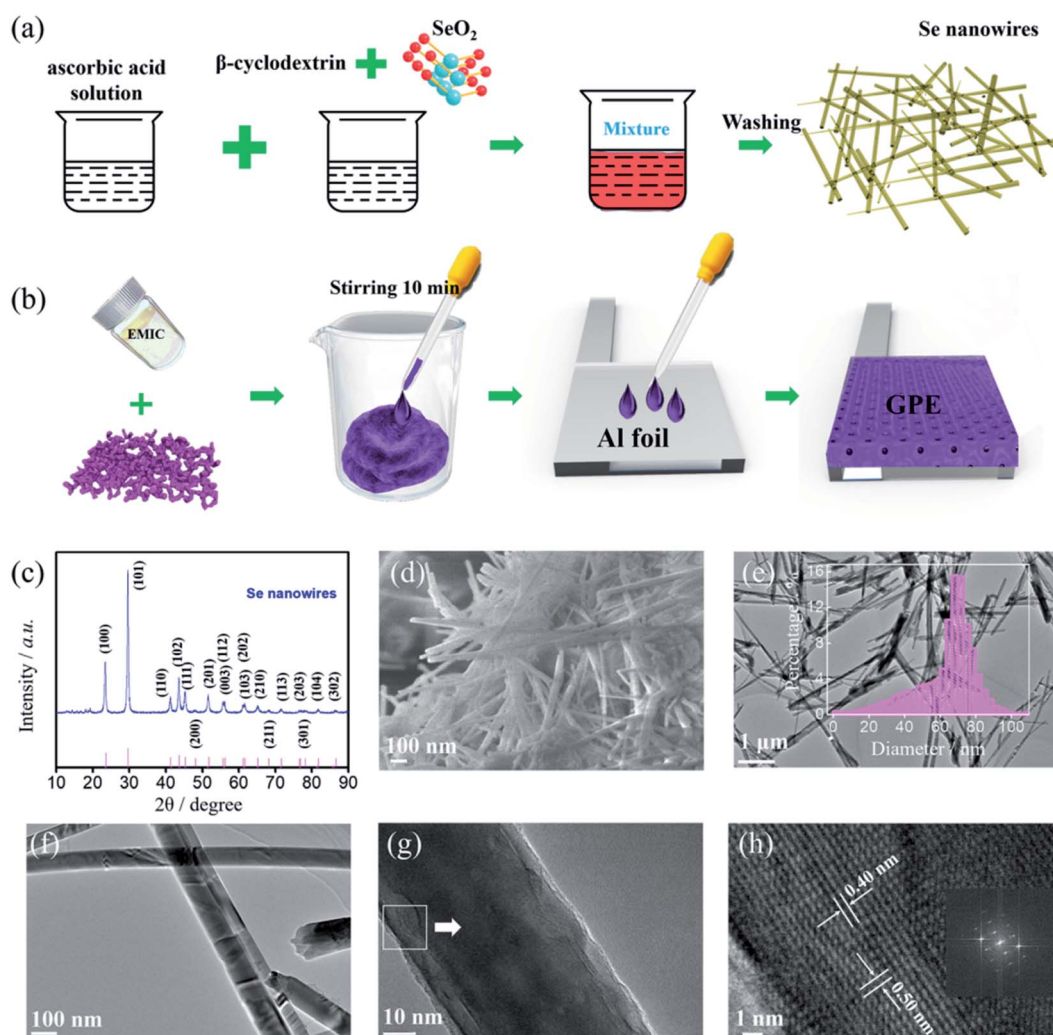 (a)
ascorbic acid
solution
β-cyclodextrin
SeO2
Mixture
Washing
Se nanowires
(b)
EMIC
Stirring 10 min
Al foil
GPE
(c)
Intensity / a.u.
Se nanowires
(100)
(101)
(110)
(102)
(111)
(200)
(201)
(003)
(112)
(103)
(202)
(210)
(211)
(113)
(203)
(301)
(104)
(302)
10 20 30 40 50 60 70 80 90
2θ / degree
(d)
100 nm
(e)
Percentage / %
16
12
8
4
0
0 20 40 60 80 100
Diameter / nm
1 μm
(f)
100 nm
(g)
10 nm
(h)
0.40 nm
0.50 nm
1 nm